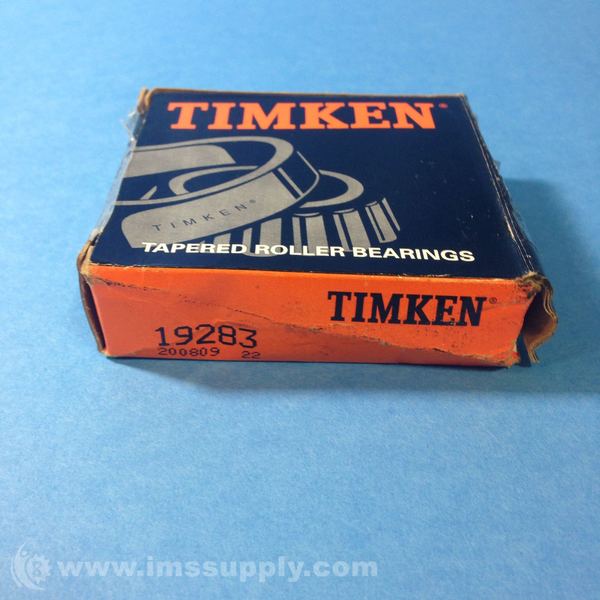 TIMKEN®
TIMKEN®
TAPERED ROLLER BEARINGS
TIMKEN®
19283
200809 22
www.imssupply.com